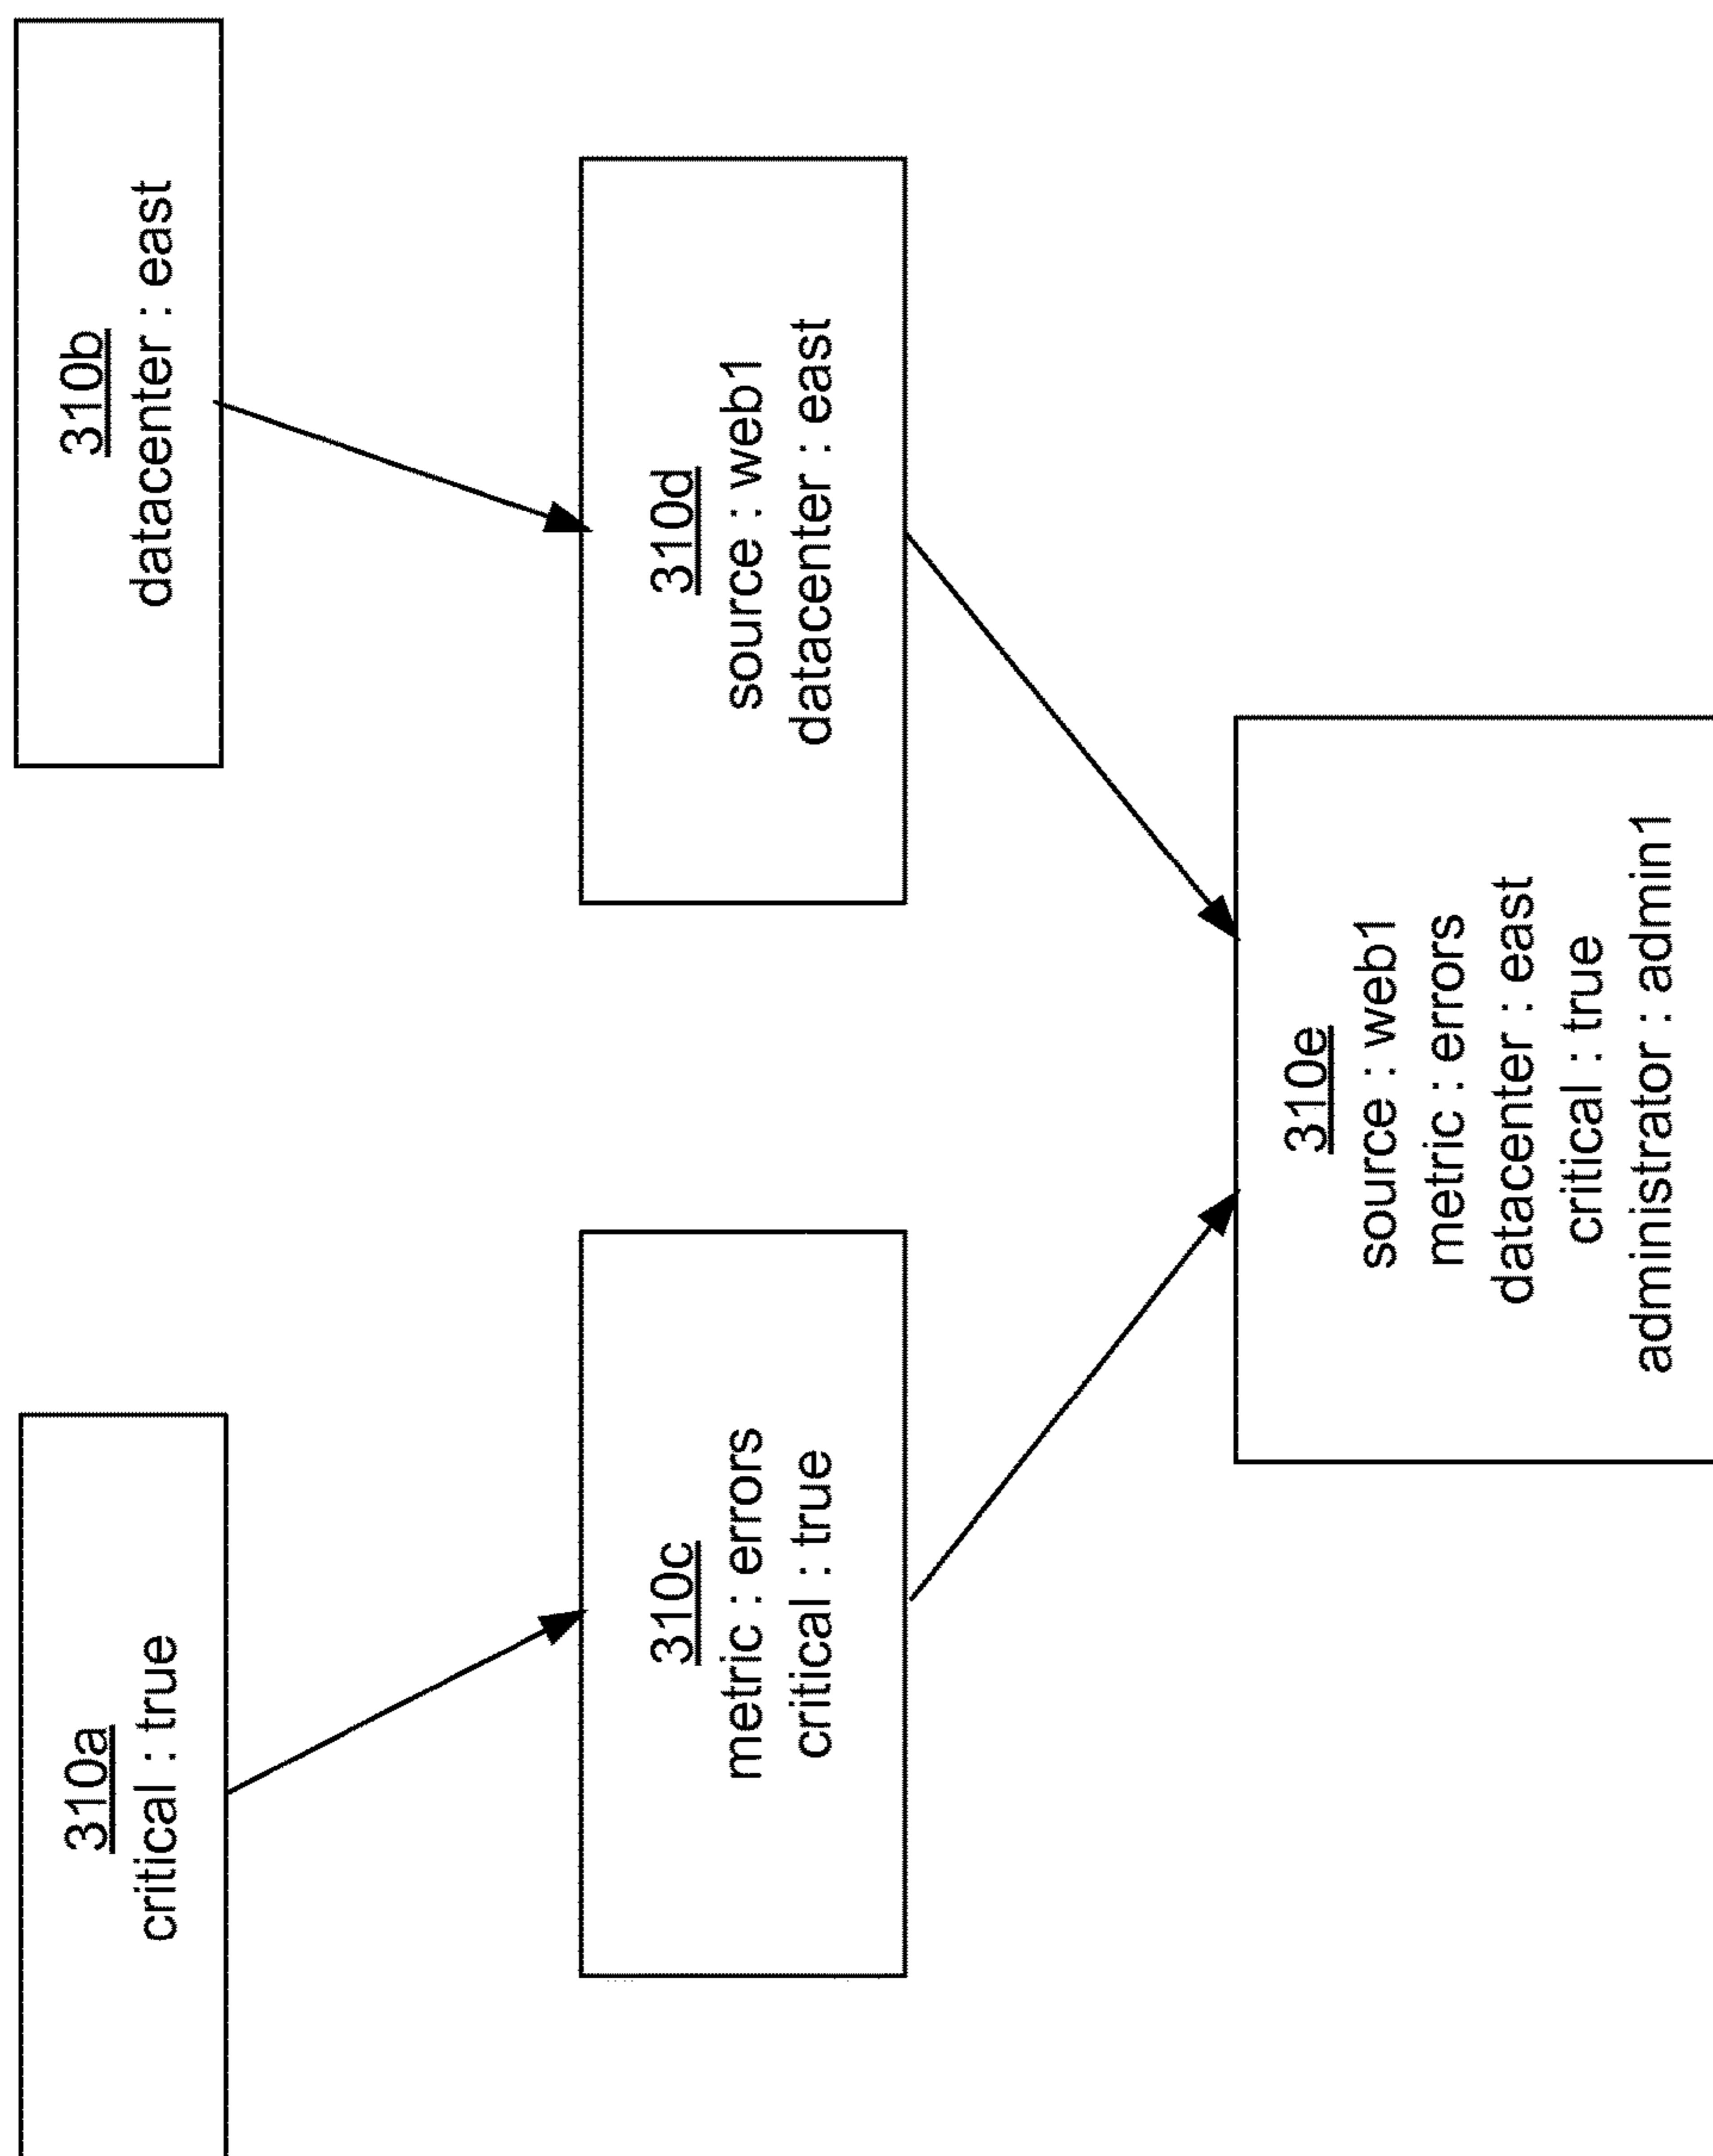 310a
critical : true
310b
datacenter : east
310c
metric : errors
critical : true
310d
source : web1
datacenter : east
310e
source : web1
metric : errors
datacenter : east
critical : true
administrator : admin1